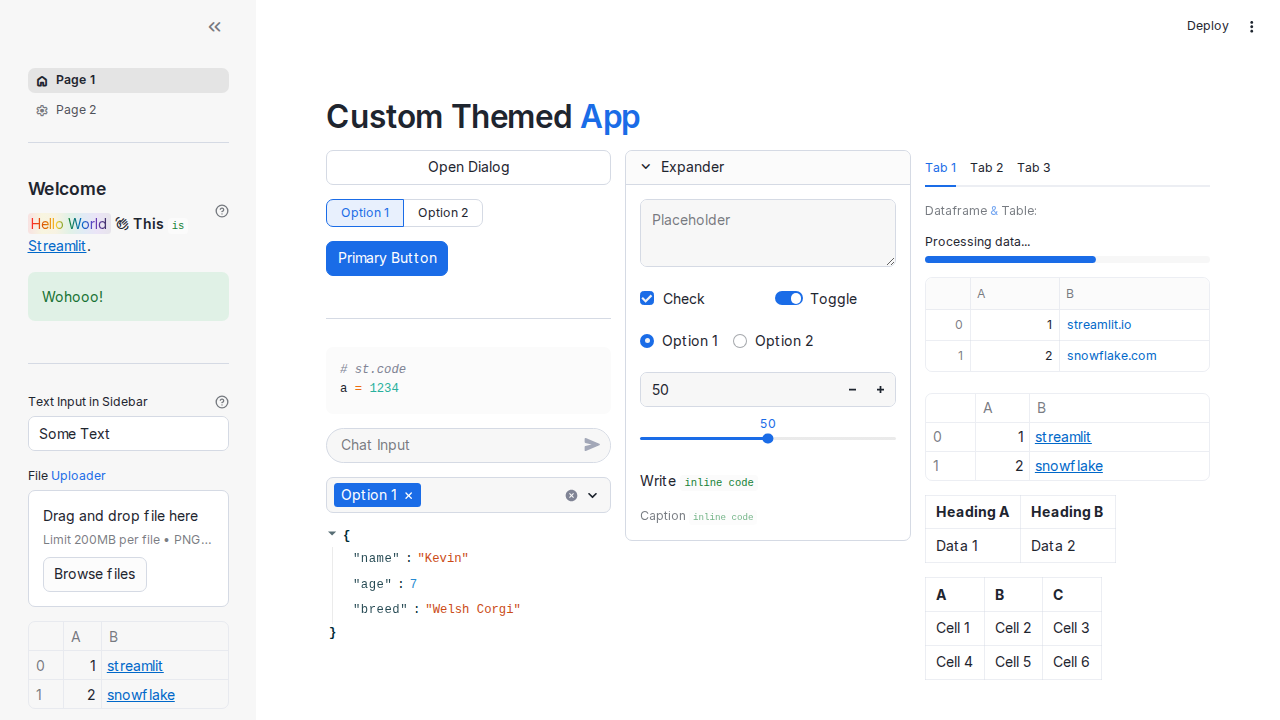 Deploy
Page 1
Page 2
Welcome
Hello World 👋 This is
Streamlit.
Wohooo!
Text Input in Sidebar
Some Text
File Uploader
Drag and drop files here
Limit 200MB per file • PNG...
Browse files
A B
0 1 streamlit
1 2 snowflake
Custom Themed App
Open Dialog
Option 1 Option 2
Primary Button
# st.code
a = 1234
Chat Input
Option 1 ×
{
"name" : "Kevin"
"age" : 7
"breed" : "Welsh Corgi"
}
Expander
Placeholder
Check Toggle
Option 1 Option 2
50 − +
50
Write inline code
Caption inline code
Tab 1 Tab 2 Tab 3
Dataframe & Table:
Processing data...
A B
0 1 streamlit.io
1 2 snowflake.com
A B
0 1 streamlit
1 2 snowflake
Heading A Heading B
Data 1 Data 2
A B C
Cell 1 Cell 2 Cell 3
Cell 4 Cell 5 Cell 6